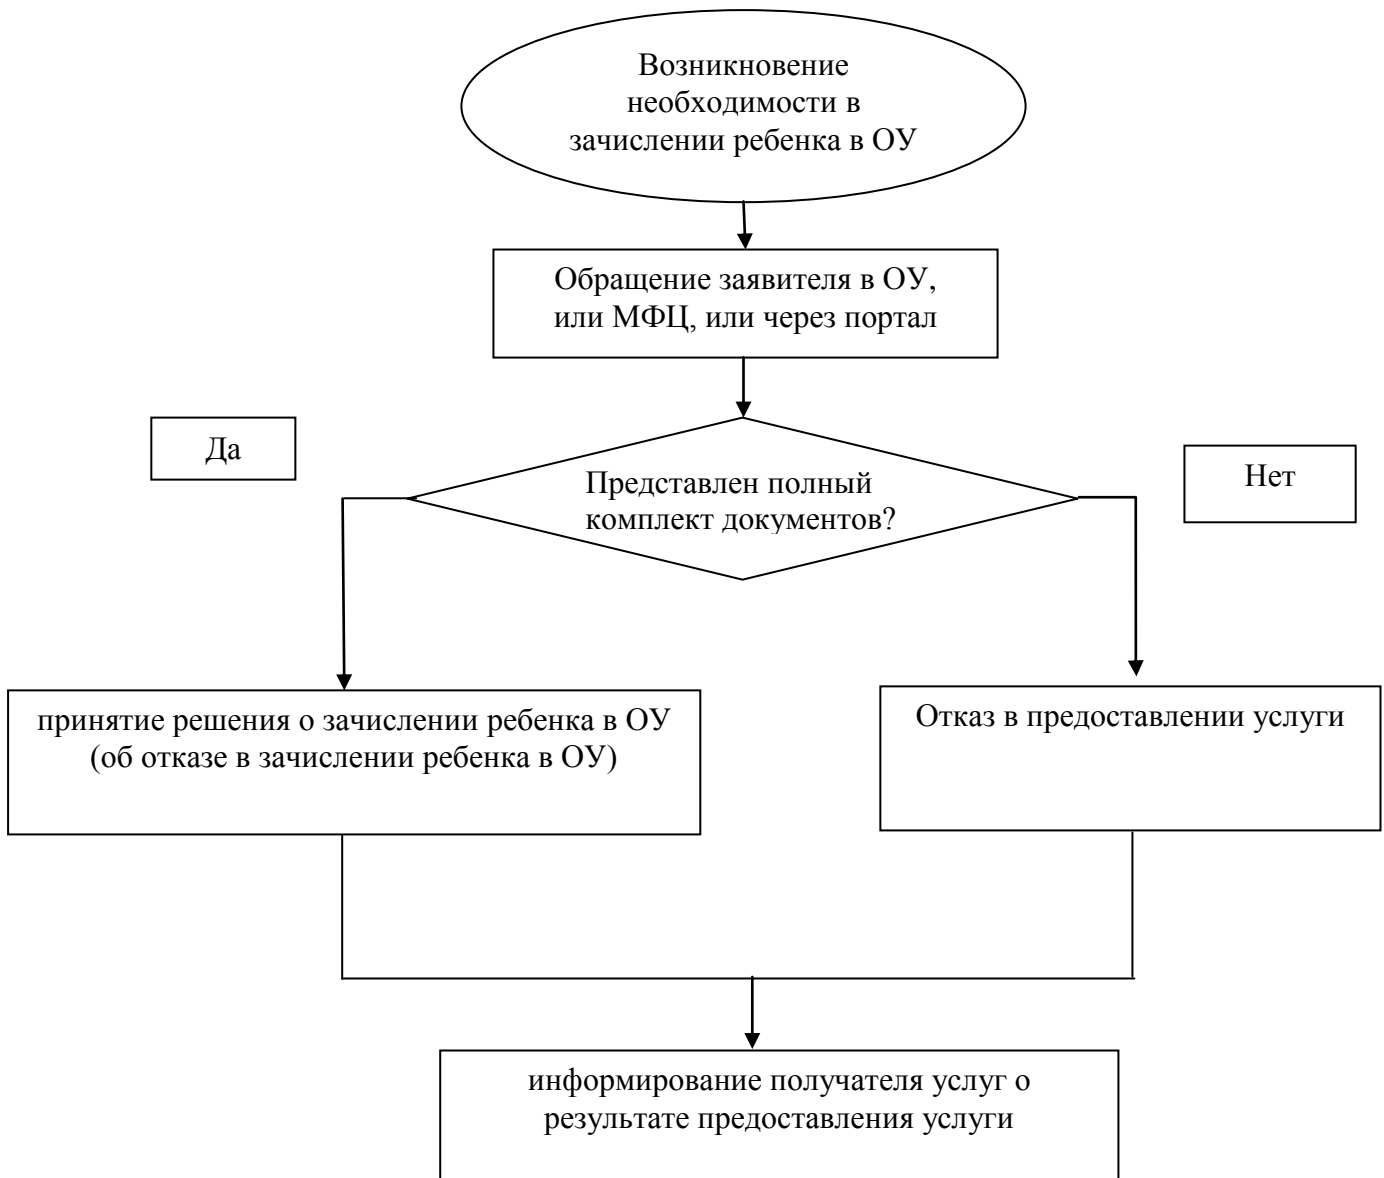 Возникновение
необходимости в
зачислении ребенка в ОУ
Обращение заявителя в ОУ,
или МФЦ, или через портал
Да
Нет
Представлен полный
комплект документов?
принятие решения о зачислении ребенка в ОУ
(об отказе в зачислении ребенка в ОУ)
Отказ в предоставлении услуги
информирование получателя услуг о
результате предоставления услуги